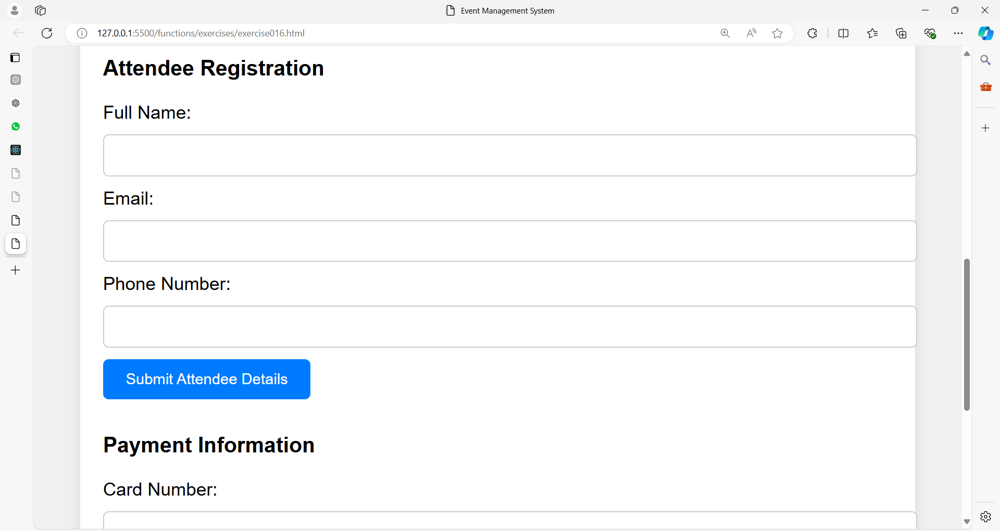 Event Management System
127.0.0.1:5500/functions/exercises/exercise016.html
Attendee Registration
Full Name:
Email:
Phone Number:
Submit Attendee Details
Payment Information
Card Number: